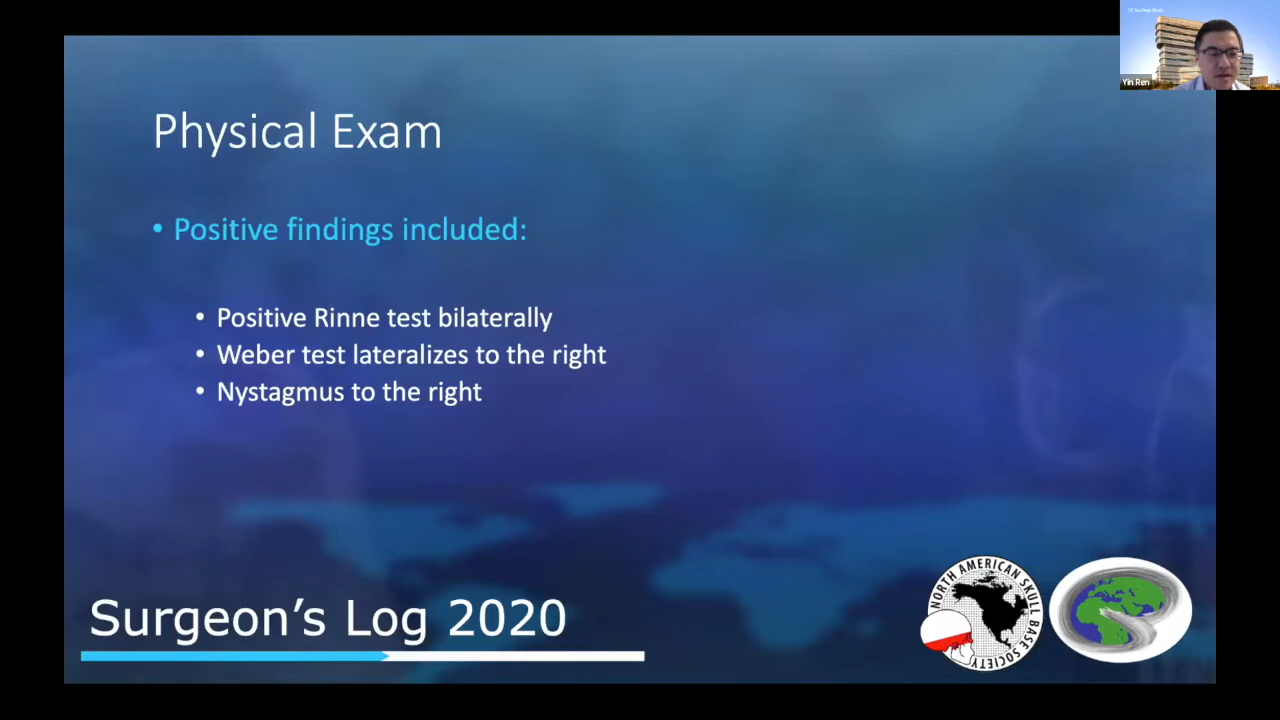 Physical Exam
• Positive findings included:
• Positive Rinne test bilaterally
• Weber test lateralizes to the right
• Nystagmus to the right
Surgeon’s Log 2020
NORTH AMERICAN SKULL BASE SOCIETY
Yin Ren